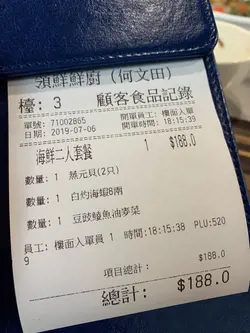 領鮮鮮廚 (何文田)
檯: 3 顧客食品記錄
單號: 71002865 開單員工: 樓面入單
日期: 2019-07-06 開單時間: 18:15:39
海鮮二人套餐 1 $188.0
數量: 1 蒸元貝(2只)
數量: 1 白灼海蝦8兩
數量: 1 豆豉鯪魚油麥菜
員工: 樓面入單員 1 時間:18:15:38 PLU:520
9
項目總計: $188.0
總計: $188.0